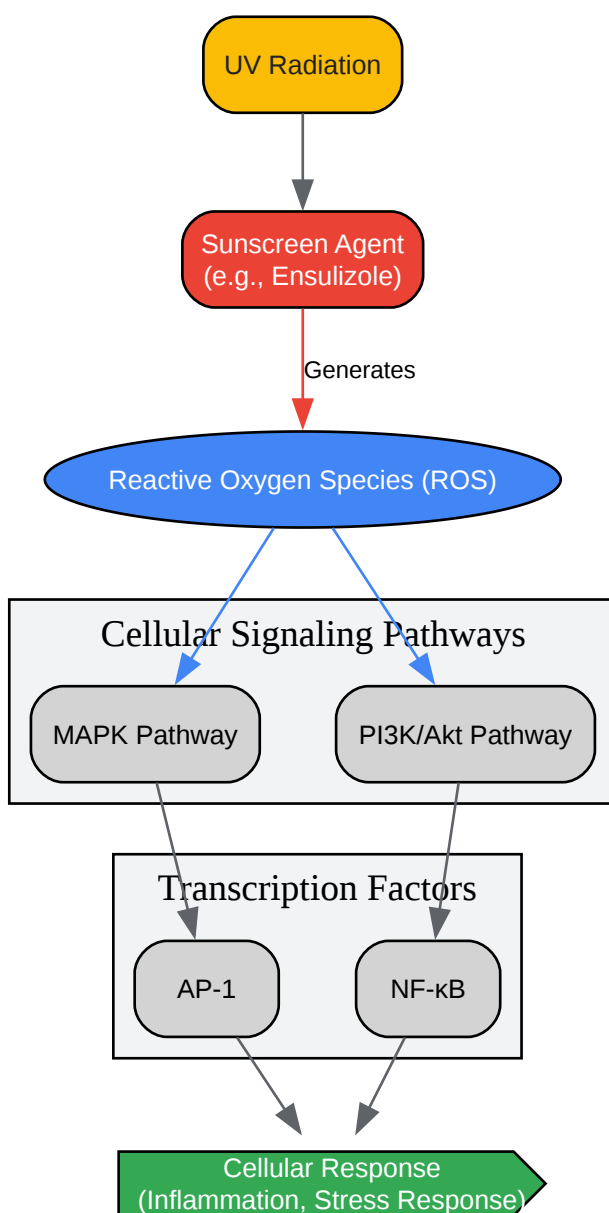 UV Radiation
Sunscreen Agent
(e.g., Ensulizole)
Generates
Reactive Oxygen Species (ROS)
Cellular Signaling Pathways
MAPK Pathway
PI3K/Akt Pathway
Transcription Factors
AP-1
NF-κB
Cellular Response
(Inflammation, Stress Response)